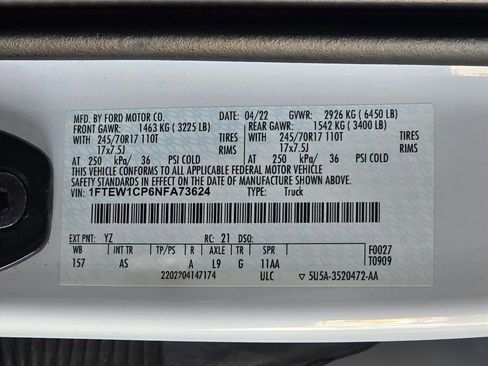 MFD. BY FORD MOTOR CO. DATE: 04/22 GVWR: 2926 KG ( 6450 LB)
FRONT GAWR: 1463 KG ( 3225 LB) REAR GAWR: 1542 KG ( 3400 LB)
WITH 245/70R17 110T TIRES WITH 245/70R17 110T TIRES
17x7.5J RIMS 17x7.5J RIMS
AT 250 kPa/ 36 PSI COLD AT 250 kPa/ 36 PSI COLD
THIS VEHICLE CONFORMS TO ALL APPLICABLE FEDERAL MOTOR VEHICLE
SAFETY STANDARDS IN EFFECT ON THE DATE OF MANUFACTURE SHOWN ABOVE.
VIN: 1FTEW1CP6NFA73624 TYPE: Truck
EXT PNT: YZ RC: 21 DSO:
WB INT TR TP/PS R AXLE TR SPR F0027
157 AS A L9 G 11AA T0909
2202204147174 ULC ▽ 5U5A-3520472-AA